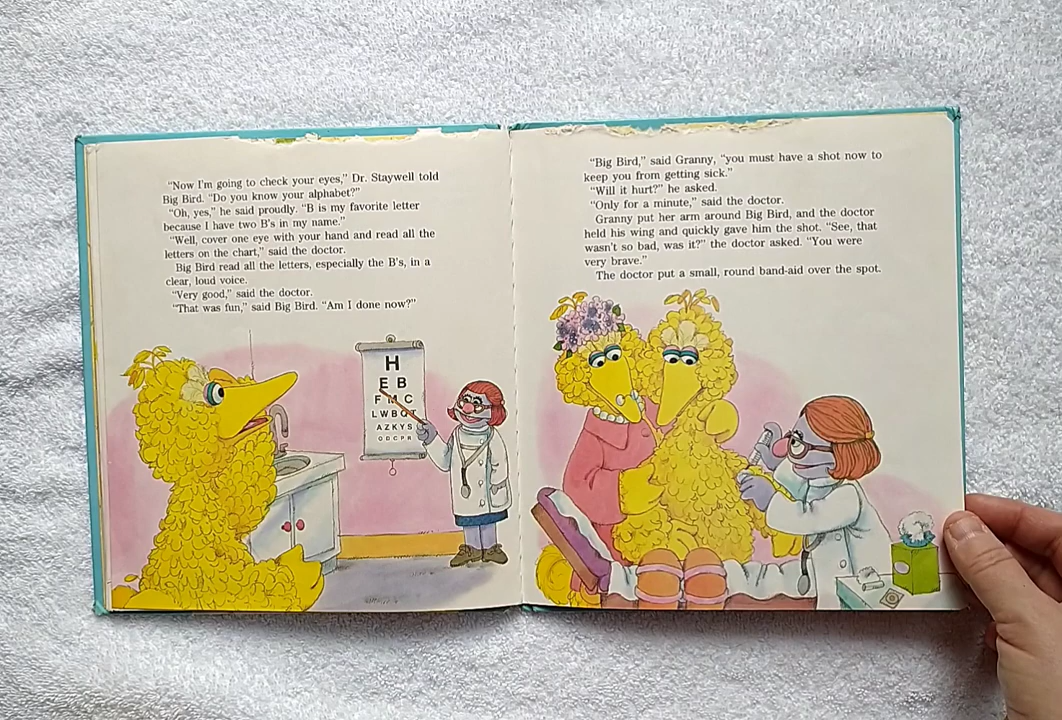 "Now I'm going to check your eyes," Dr. Staywell told
Big Bird. "Do you know your alphabet?"
"Oh, yes," he said proudly. "B is my favorite letter
because I have two B's in my name."
"Well, cover one eye with your hand and read all the
letters on the chart," said the doctor.
Big Bird read all the letters, especially the B's, in a
clear, loud voice.
"Very good," said the doctor.
"That was fun," said Big Bird. "Am I done now?"
H
E B
F M C
L W B O T
A Z K Y S
O D C P R
"Big Bird," said Granny, "you must have a shot now to
keep you from getting sick."
"Will it hurt?" he asked.
"Only for a minute," said the doctor.
Granny put her arm around Big Bird, and the doctor
held his wing and quickly gave him the shot. "See, that
wasn't so bad, was it?" the doctor asked. "You were
very brave."
The doctor put a small, round band-aid over the spot.